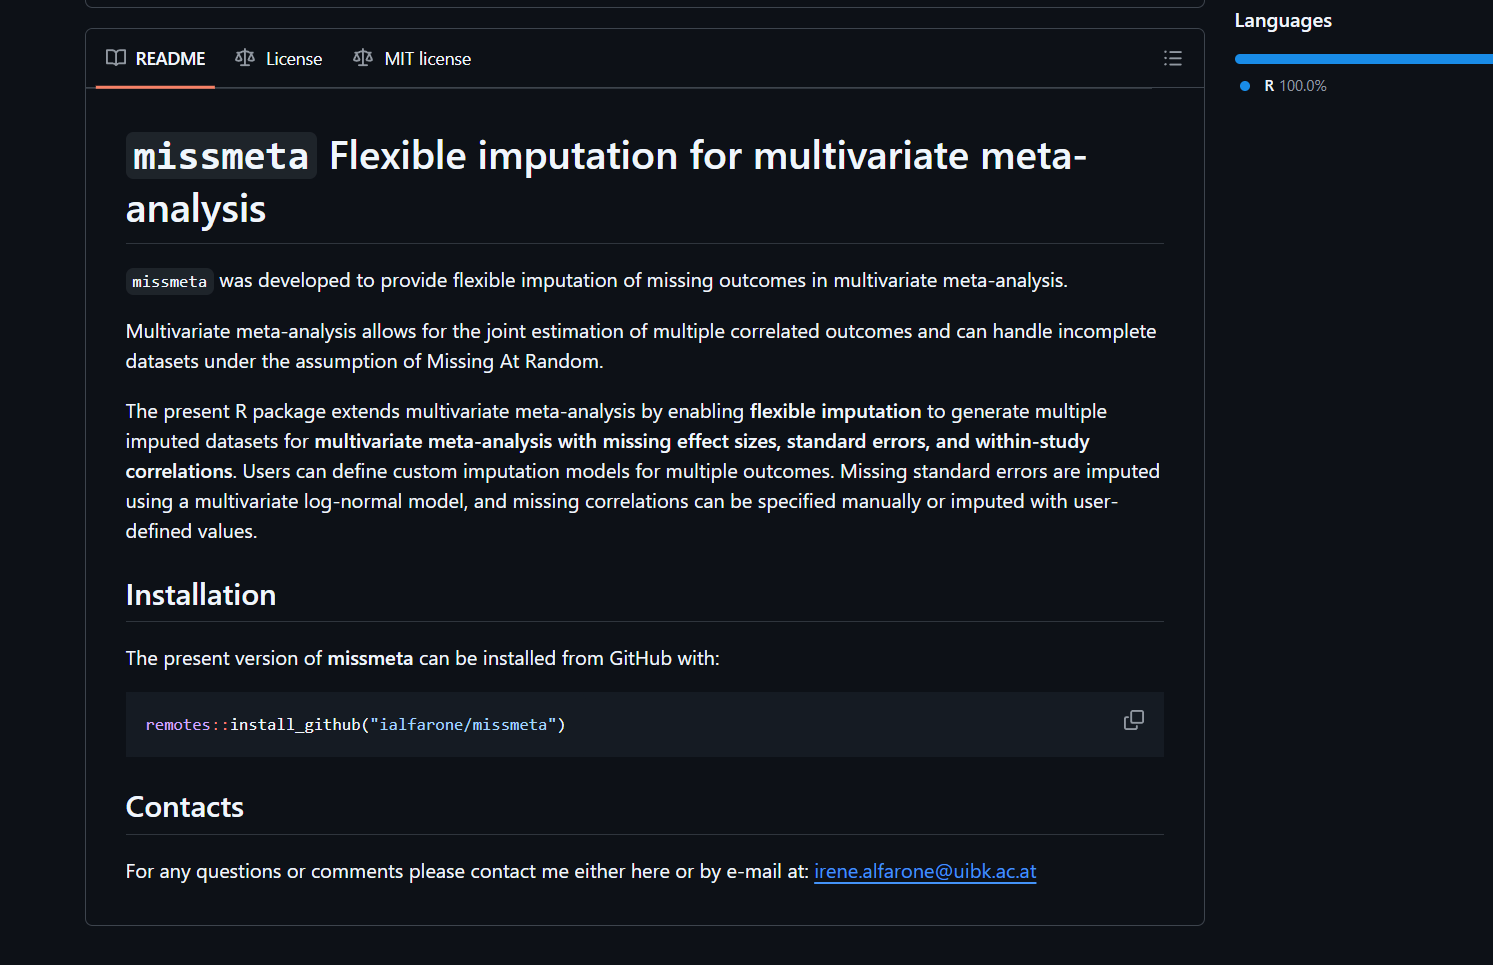 README
License
MIT license
Languages
R 100.0%
missmeta Flexible imputation for multivariate meta-
analysis
missmeta was developed to provide flexible imputation of missing outcomes in multivariate meta-analysis.
Multivariate meta-analysis allows for the joint estimation of multiple correlated outcomes and can handle incomplete
datasets under the assumption of Missing At Random.
The present R package extends multivariate meta-analysis by enabling flexible imputation to generate multiple
imputed datasets for multivariate meta-analysis with missing effect sizes, standard errors, and within-study
correlations. Users can define custom imputation models for multiple outcomes. Missing standard errors are imputed
using a multivariate log-normal model, and missing correlations can be specified manually or imputed with user-
defined values.
Installation
The present version of missmeta can be installed from GitHub with:
remotes::install_github("ialfarone/missmeta")
Contacts
For any questions or comments please contact me either here or by e-mail at: irene.alfarone@uibk.ac.at